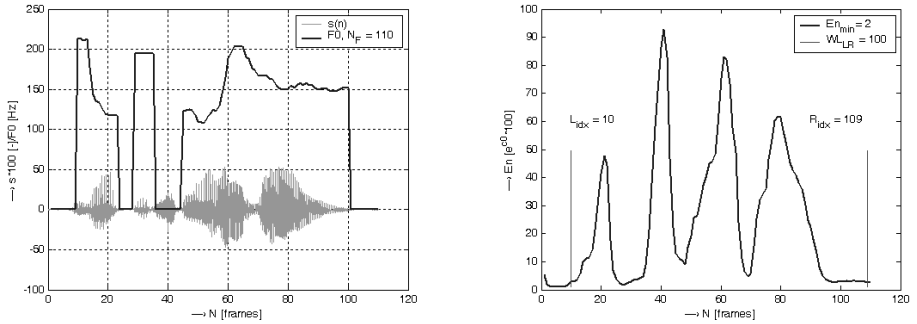 250
200
150
100
50
0
-50
-100
0 20 40 60 80 100 120
→ N [frames]
→ s*100 [-]/F0 [Hz]
s(n)
F0, N_F = 110
100
90
80
70
60
50
40
30
20
10
0
0 20 40 60 80 100 120
→ N [frames]
→ En [e^c0*100]
En_min = 2
WL_LR = 100
L_idx = 10
R_idx = 109